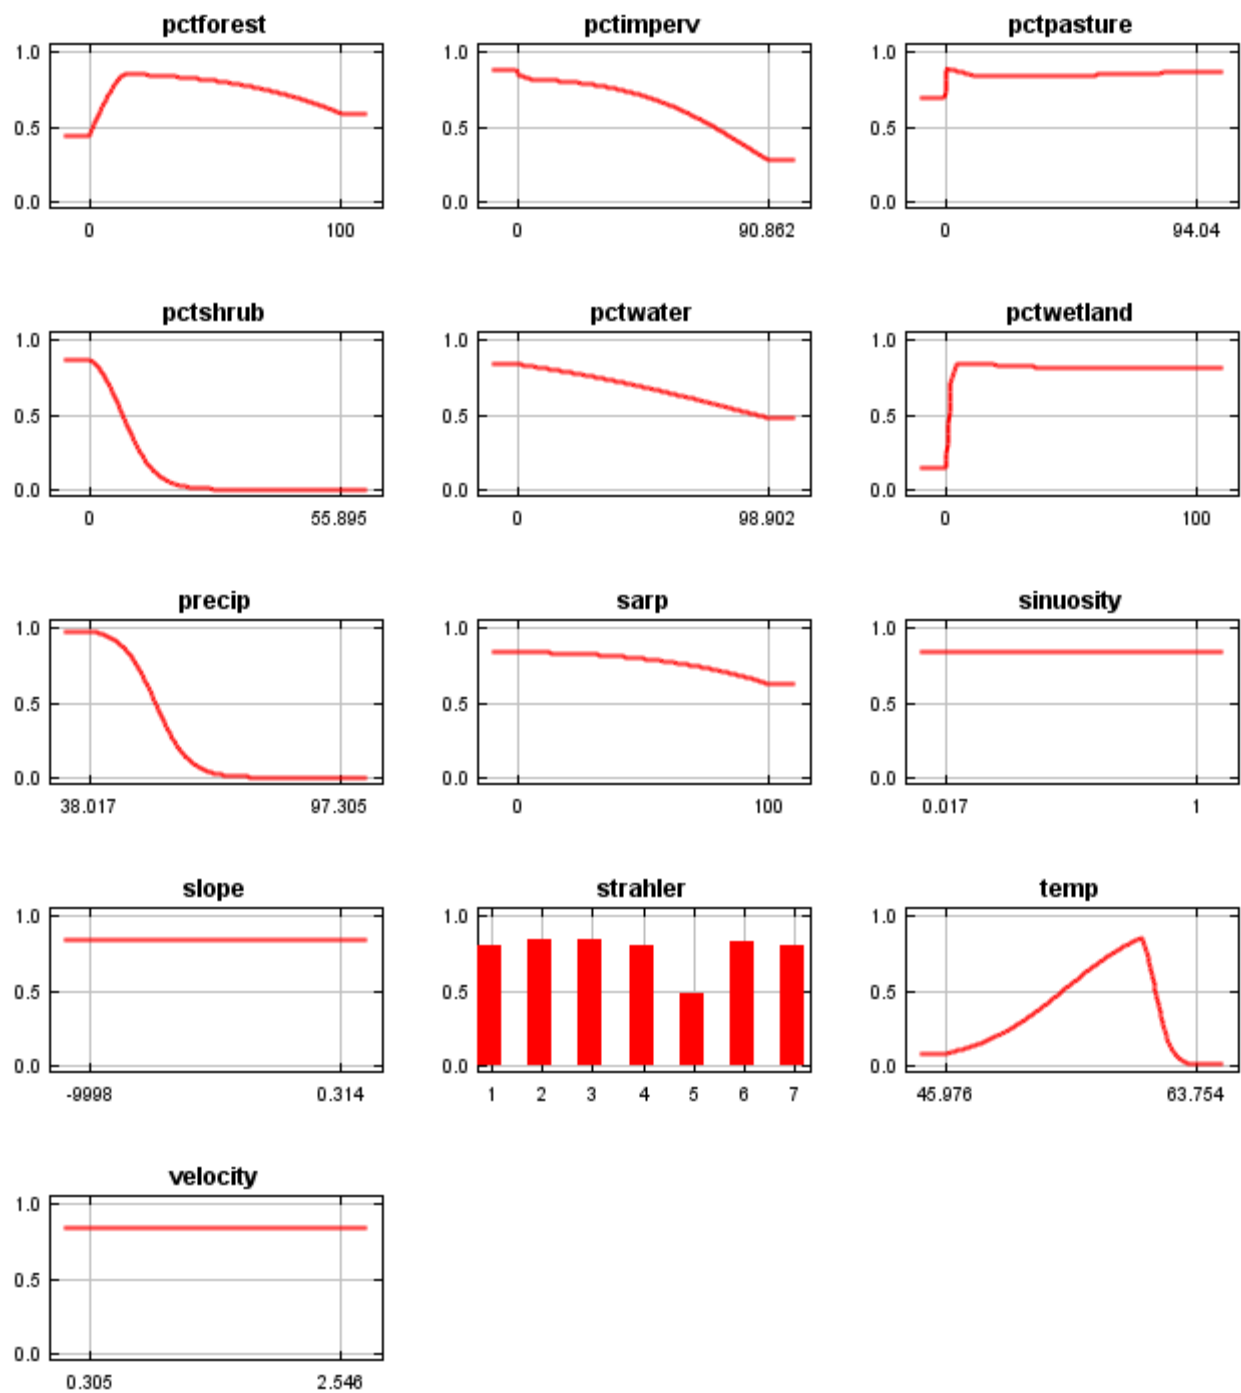 pctforest pctimperv pctpasture
1.0 1.0 1.0
0.5 0.5 0.5
0.0 0.0 0.0
0 100 0 90.862 0 94.04
pctshrub pctwater pctwetland
1.0 1.0 1.0
0.5 0.5 0.5
0.0 0.0 0.0
0 55.895 0 98.902 0 100
precip sarp sinuosity
1.0 1.0 1.0
0.5 0.5 0.5
0.0 0.0 0.0
38.017 97.305 0 100 0.017 1
slope strahler temp
1.0 1.0 1.0
0.5 0.5 0.5
0.0 0.0 0.0
-9998 0.314 1 2 3 4 5 6 7 45.976 63.754
velocity
1.0
0.5
0.0
0.305 2.546